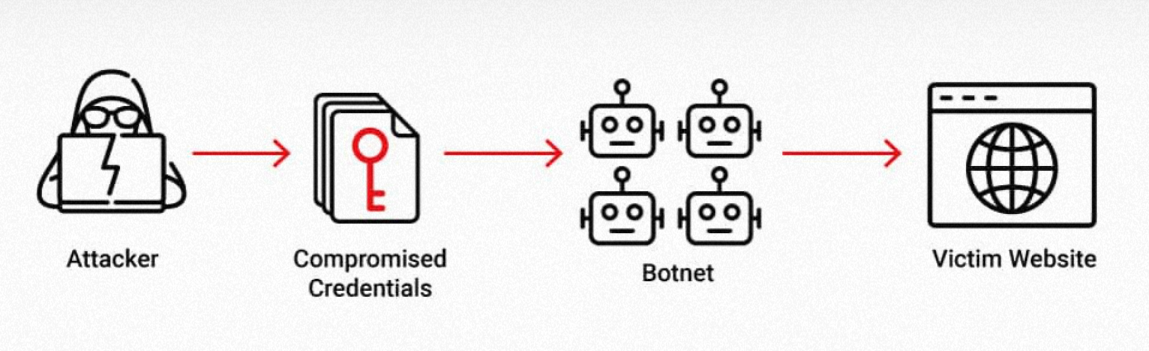 Attacker
Compromised
Credentials
Botnet
Victim Website